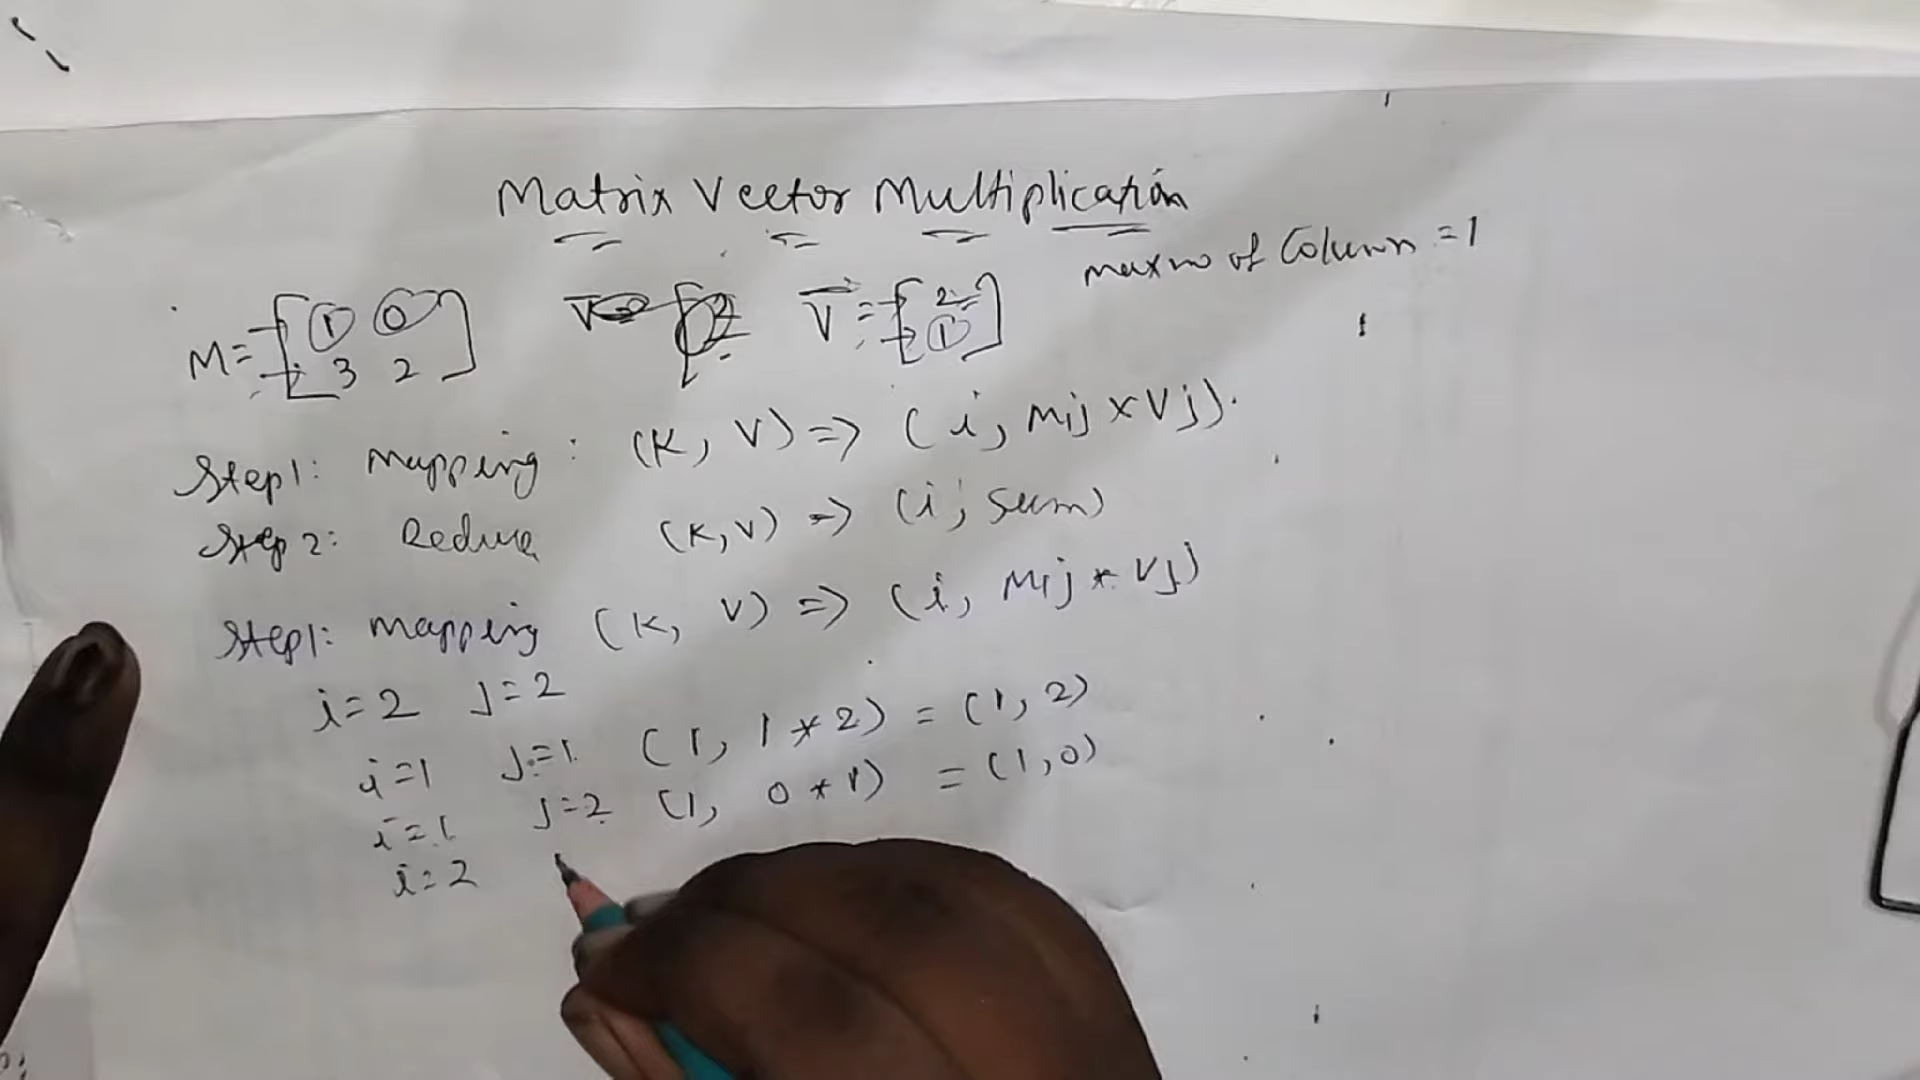 Matrix Vector Multiplication
max no of Column = 1
M = [1 0
3 2]
V = [2
1]
Step1: Mapping : (K, V) => (i, Mij x Vj).
Step 2: Reduce (K, V) => (i, Sum)
Step1: Mapping (K, V) => (i, Mij * Vj)
i=2 J=2
i=1 J=1 (1, 1*2) = (1, 2)
i=1 J=2 (1, 0*1) = (1, 0)
i=2